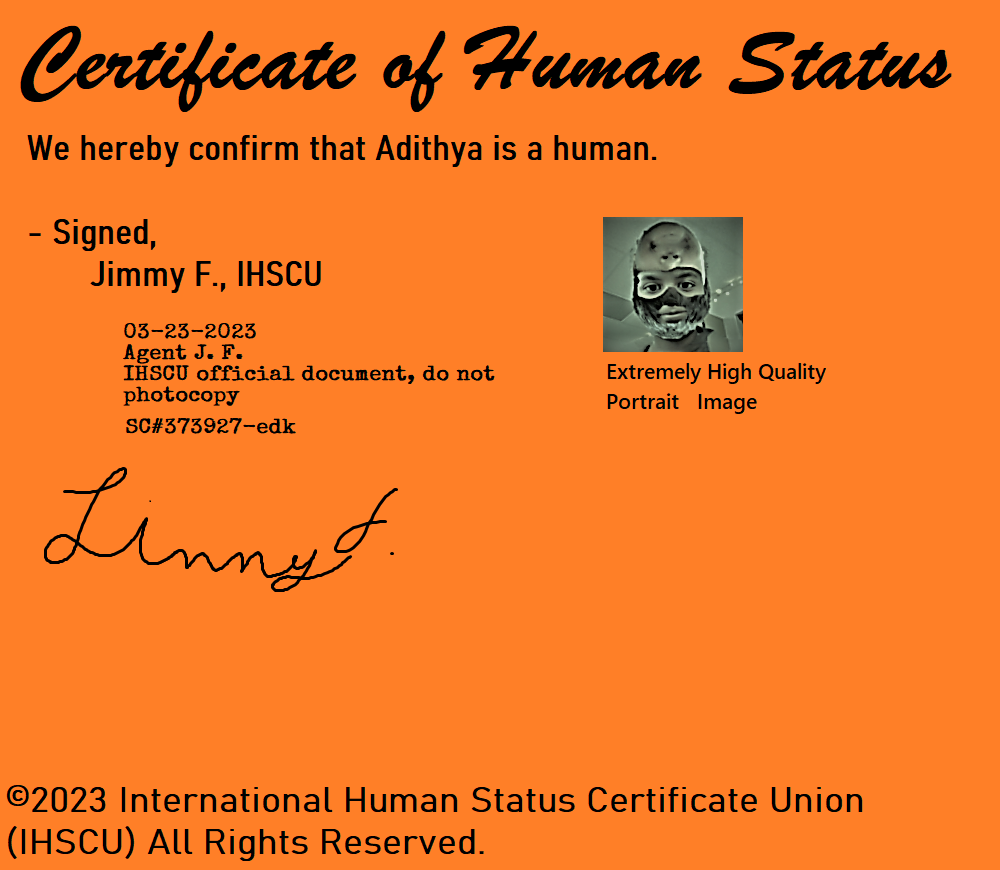 Certificate of Human Status
We hereby confirm that Adithya is a human.
- Signed,
Jimmy F., IHSCU
03-23-2023
Agent J. F.
IHSCU official document, do not
photocopy
SC#373927-edk
Extremely High Quality
Portrait Image
Jimmy F.
©2023 International Human Status Certificate Union
(IHSCU) All Rights Reserved.